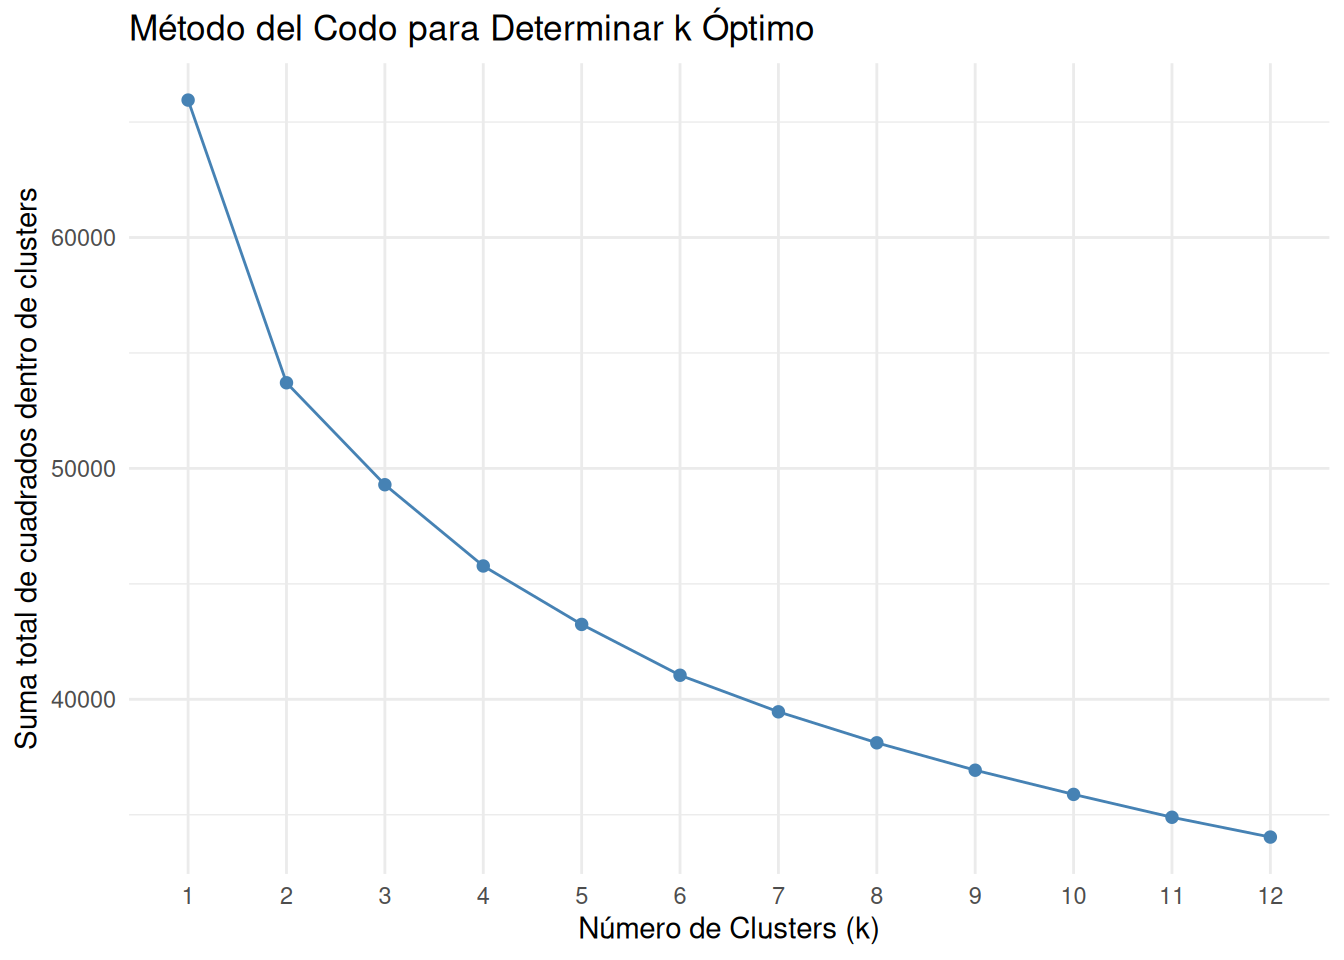 Método del Codo para Determinar k Óptimo
Suma total de cuadrados dentro de clusters
60000
50000
40000
1 2 3 4 5 6 7 8 9 10 11 12
Número de Clusters (k)